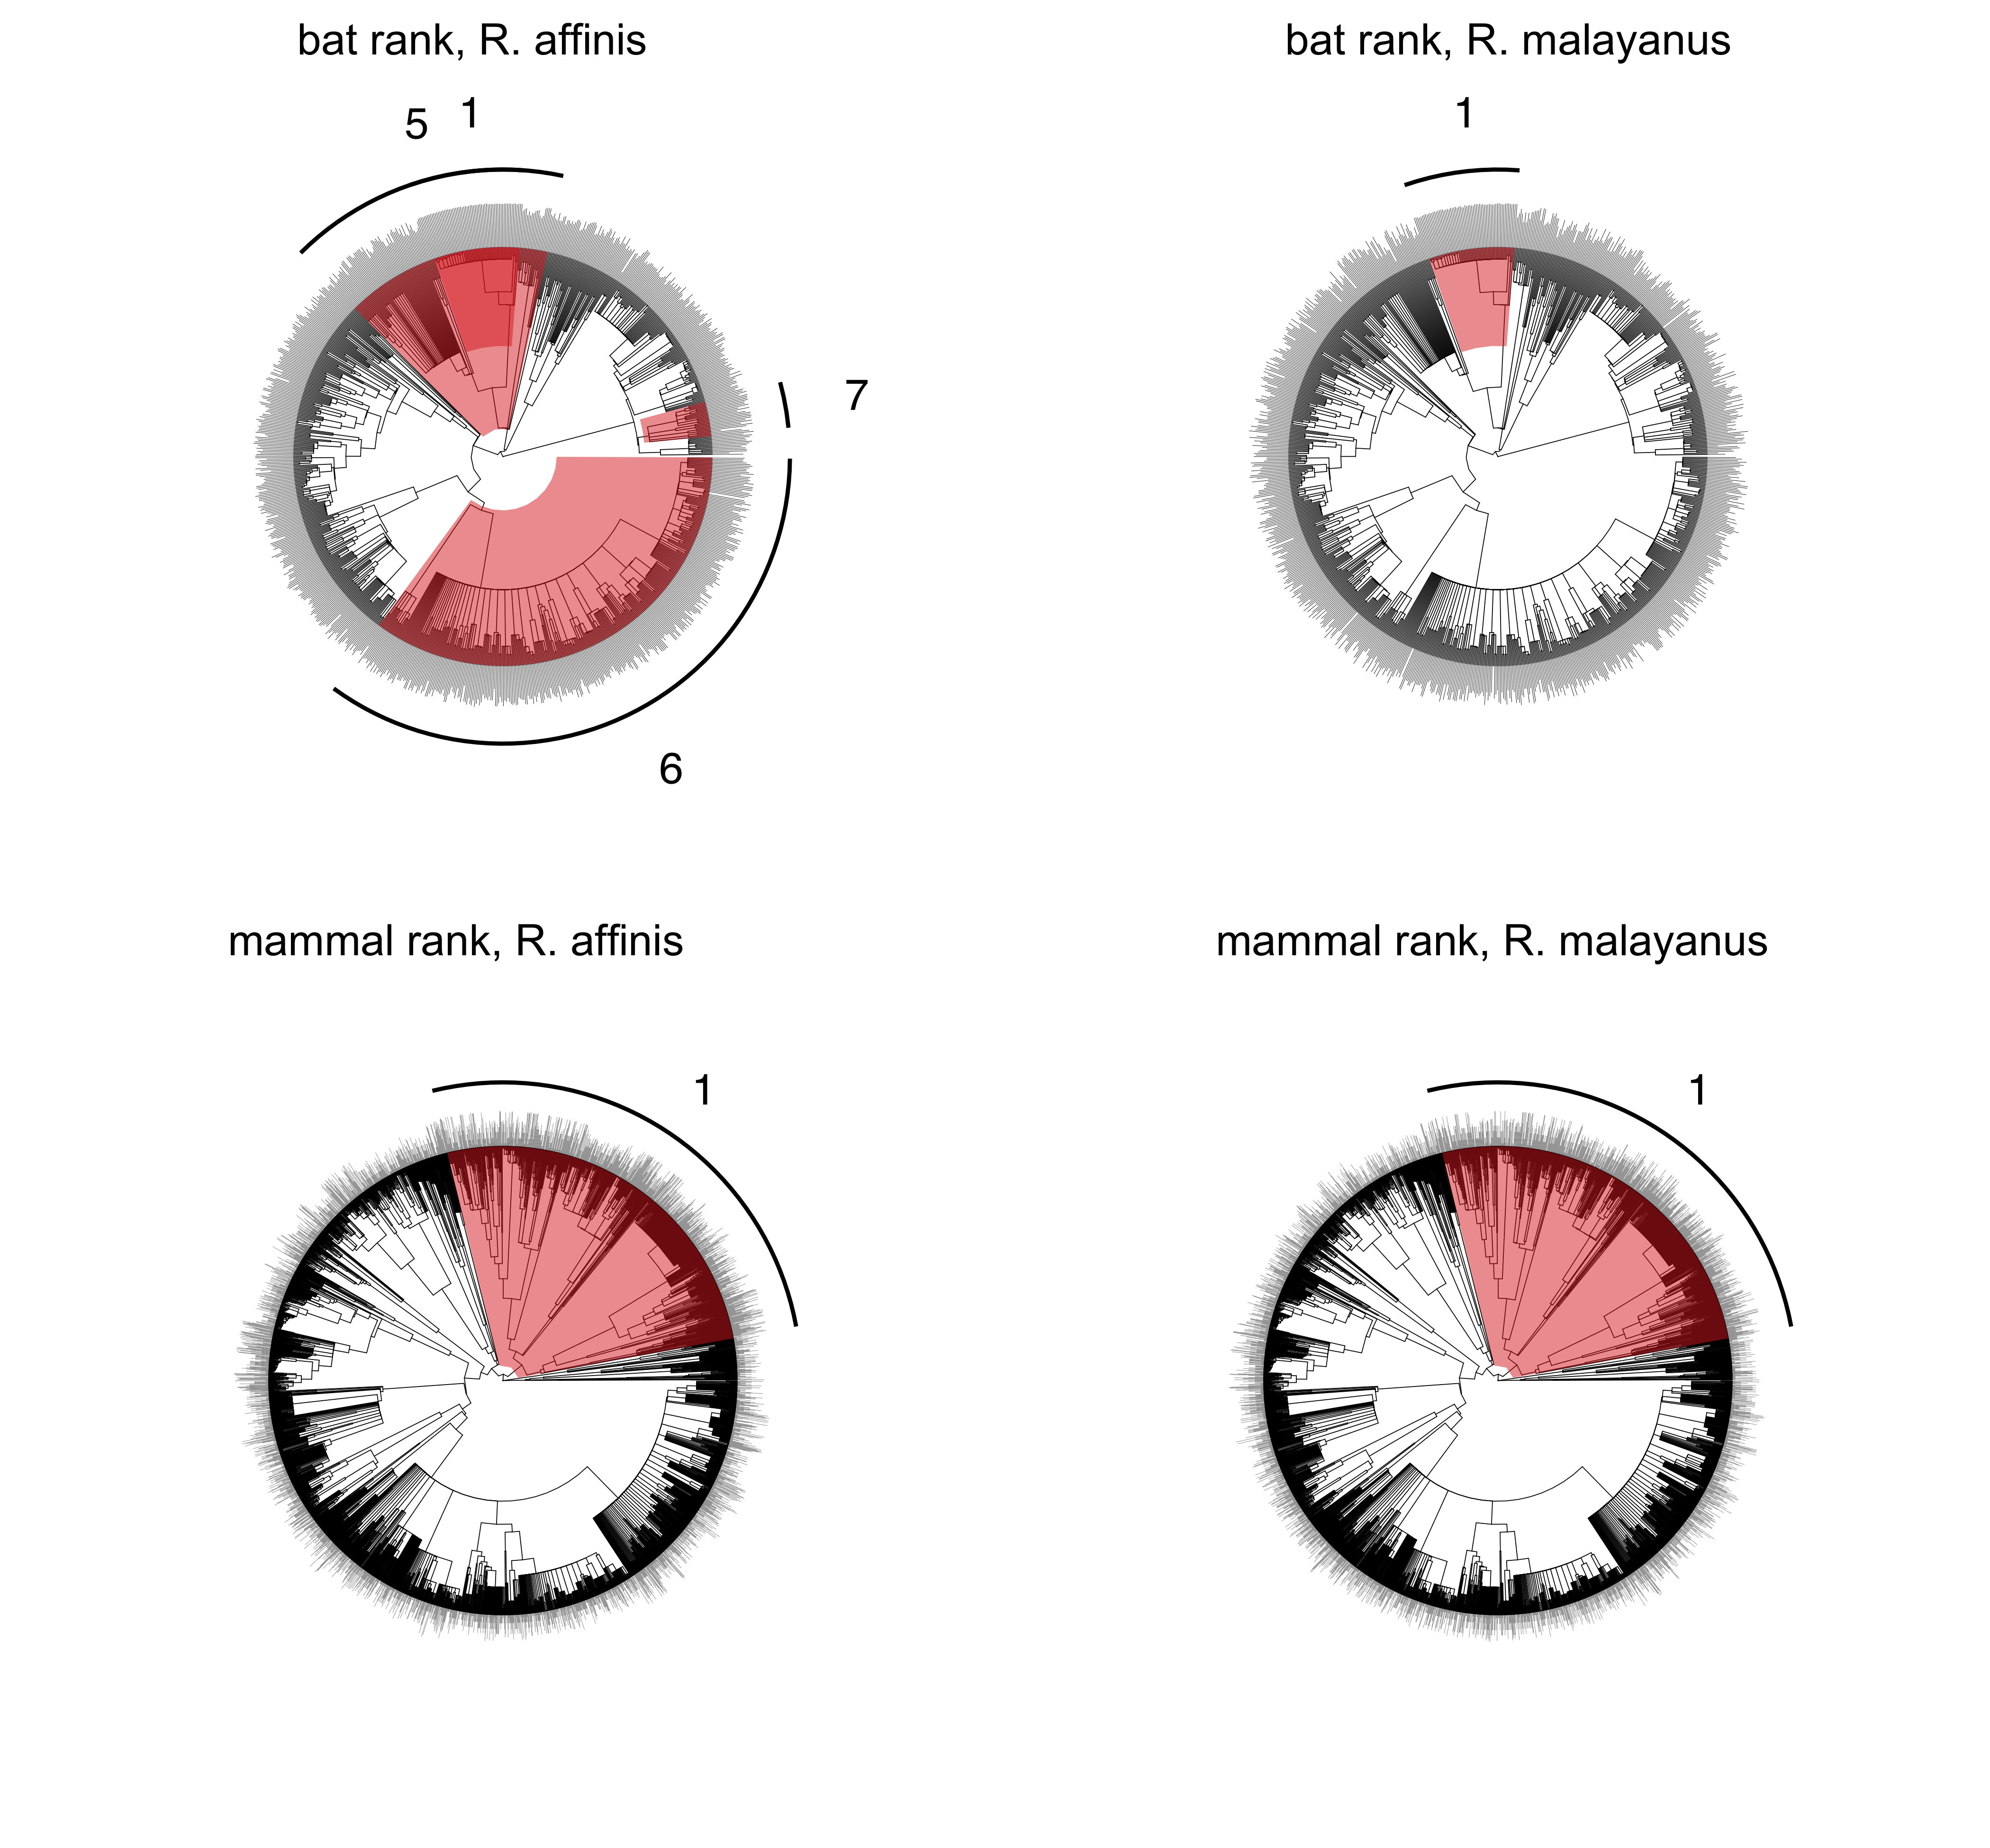 bat rank, R. affinis
bat rank, R. malayanus
5 1
1
7
6
mammal rank, R. affinis
mammal rank, R. malayanus
1
1